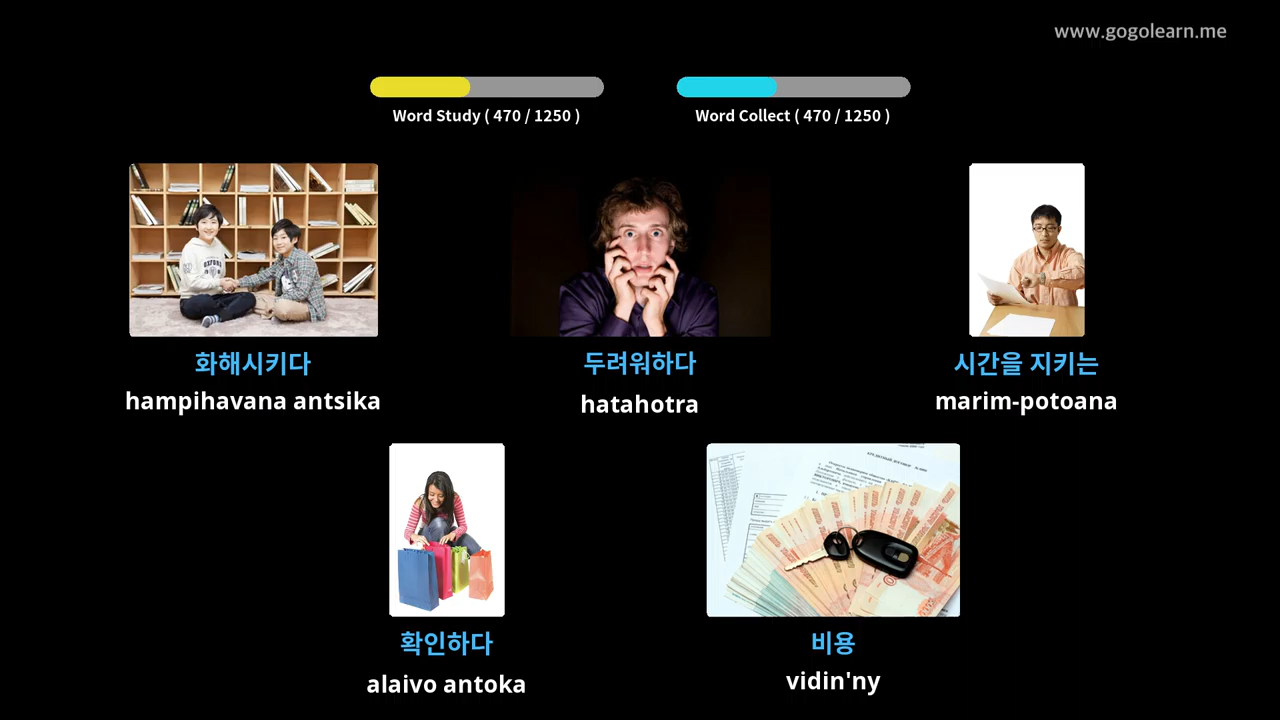 www.gogolearn.me
Word Study ( 470 / 1250 )
Word Collect ( 470 / 1250 )
화해시키다
hampihavana antsika
두려워하다
hatahotra
시간을 지키는
marim-potoana
확인하다
alaivo antoka
비용
vidin'ny